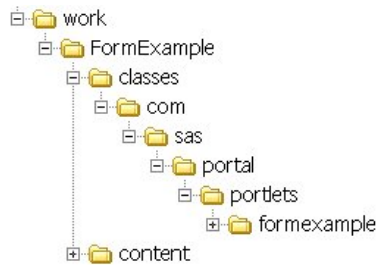 work
FormExample
classes
com
sas
portal
portlets
formexample
content